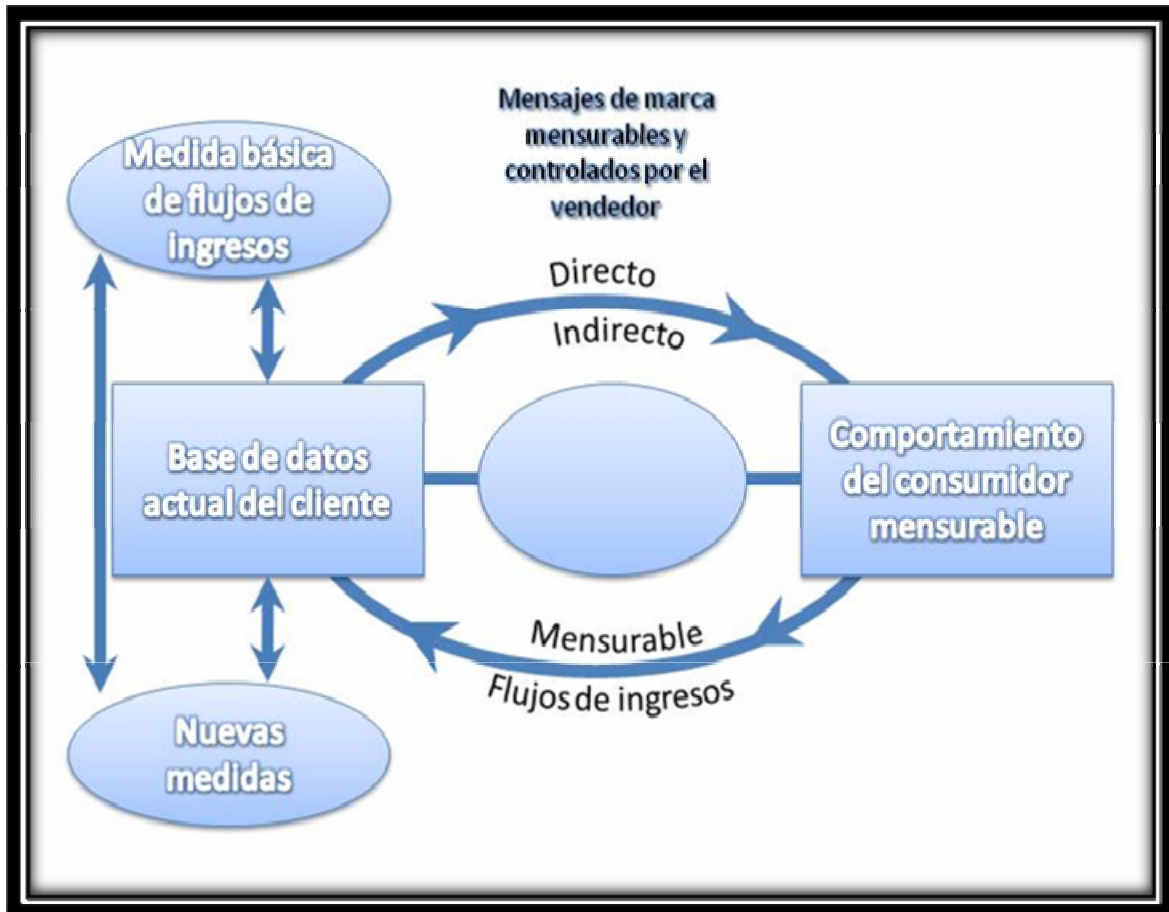 Mensajes de marca
mensurables y
controlados por el
vendedor
Medida básica
de flujos de
ingresos
Directo
Indirecto
Base de datos
actual del cliente
Comportamiento
del consumidor
mensurable
Mensurable
Flujos de ingresos
Nuevas
medidas